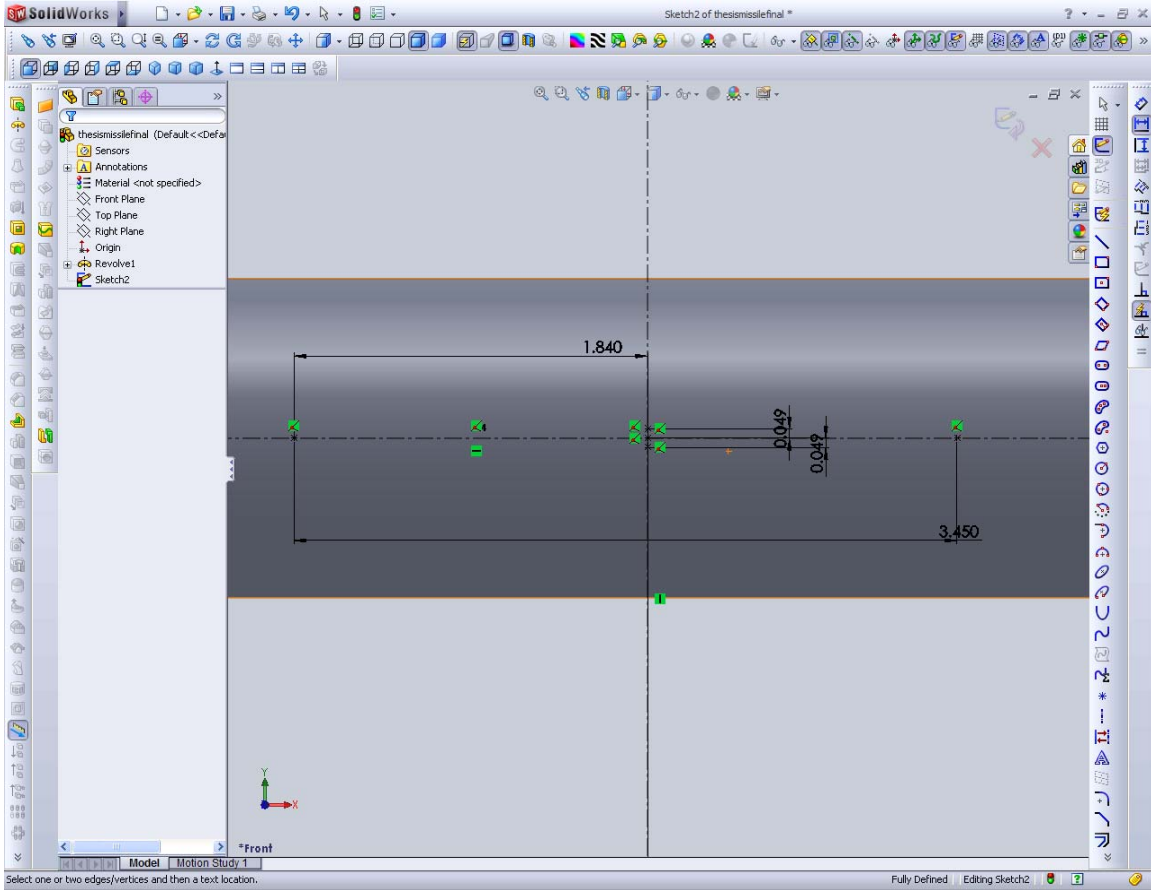 SolidWorks
Sketch2 of thesismissilefinal *
thesismissilefinal (Default<<Defau
Sensors
Annotations
Material <not specified>
Front Plane
Top Plane
Right Plane
Origin
Revolve1
Sketch2
1.840
0.049
0.049
3.450
Y
X
*Front
Model
Motion Study 1
Select one or two edges/vertices and then a text location.
Fully Defined
Editing Sketch2